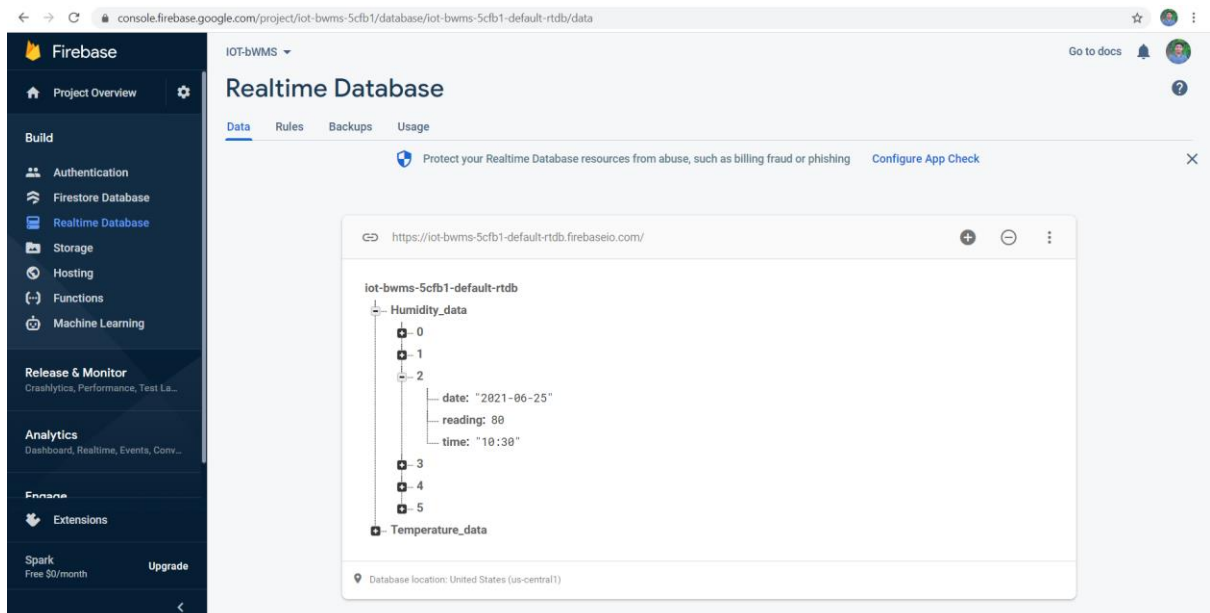 console.firebase.google.com/project/iot-bwms-5cfb1/database/iot-bwms-5cfb1-default-rtdb/data
Firebase
Project Overview
Build
Authentication
Firestore Database
Realtime Database
Storage
Hosting
Functions
Machine Learning
Release & Monitor
Crashlytics, Performance, Test La...
Analytics
Dashboard, Realtime, Events, Conv...
Engage
Extensions
Spark
Free $0/month
Upgrade
IOT-bWMS
Go to docs
Realtime Database
Data Rules Backups Usage
Protect your Realtime Database resources from abuse, such as billing fraud or phishing Configure App Check
https://iot-bwms-5cfb1-default-rtdb.firebaseio.com/
iot-bwms-5cfb1-default-rtdb
Humidity_data
0
1
2
date: "2021-06-25"
reading: 80
time: "10:30"
3
4
5
Temperature_data
Database location: United States (us-central1)